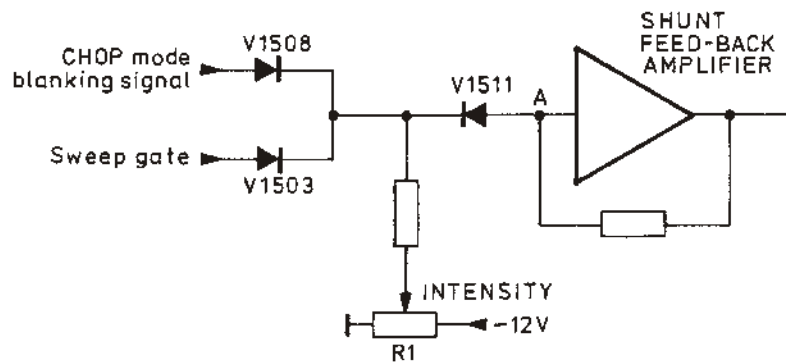 SHUNT
FEED-BACK
AMPLIFIER
CHOP mode
blanking signal
V1508
V1511
A
Sweep gate
V1503
INTENSITY
-12V
R1